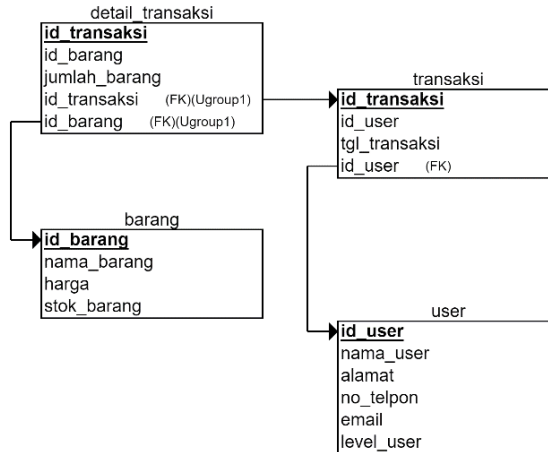 detail_transaksi
id_transaksi
id_barang
jumlah_barang
id_transaksi (FK)(Ugroup1)
id_barang (FK)(Ugroup1)
transaksi
id_transaksi
id_user
tgl_transaksi
id_user (FK)
barang
id_barang
nama_barang
harga
stok_barang
user
id_user
nama_user
alamat
no_telpon
email
level_user